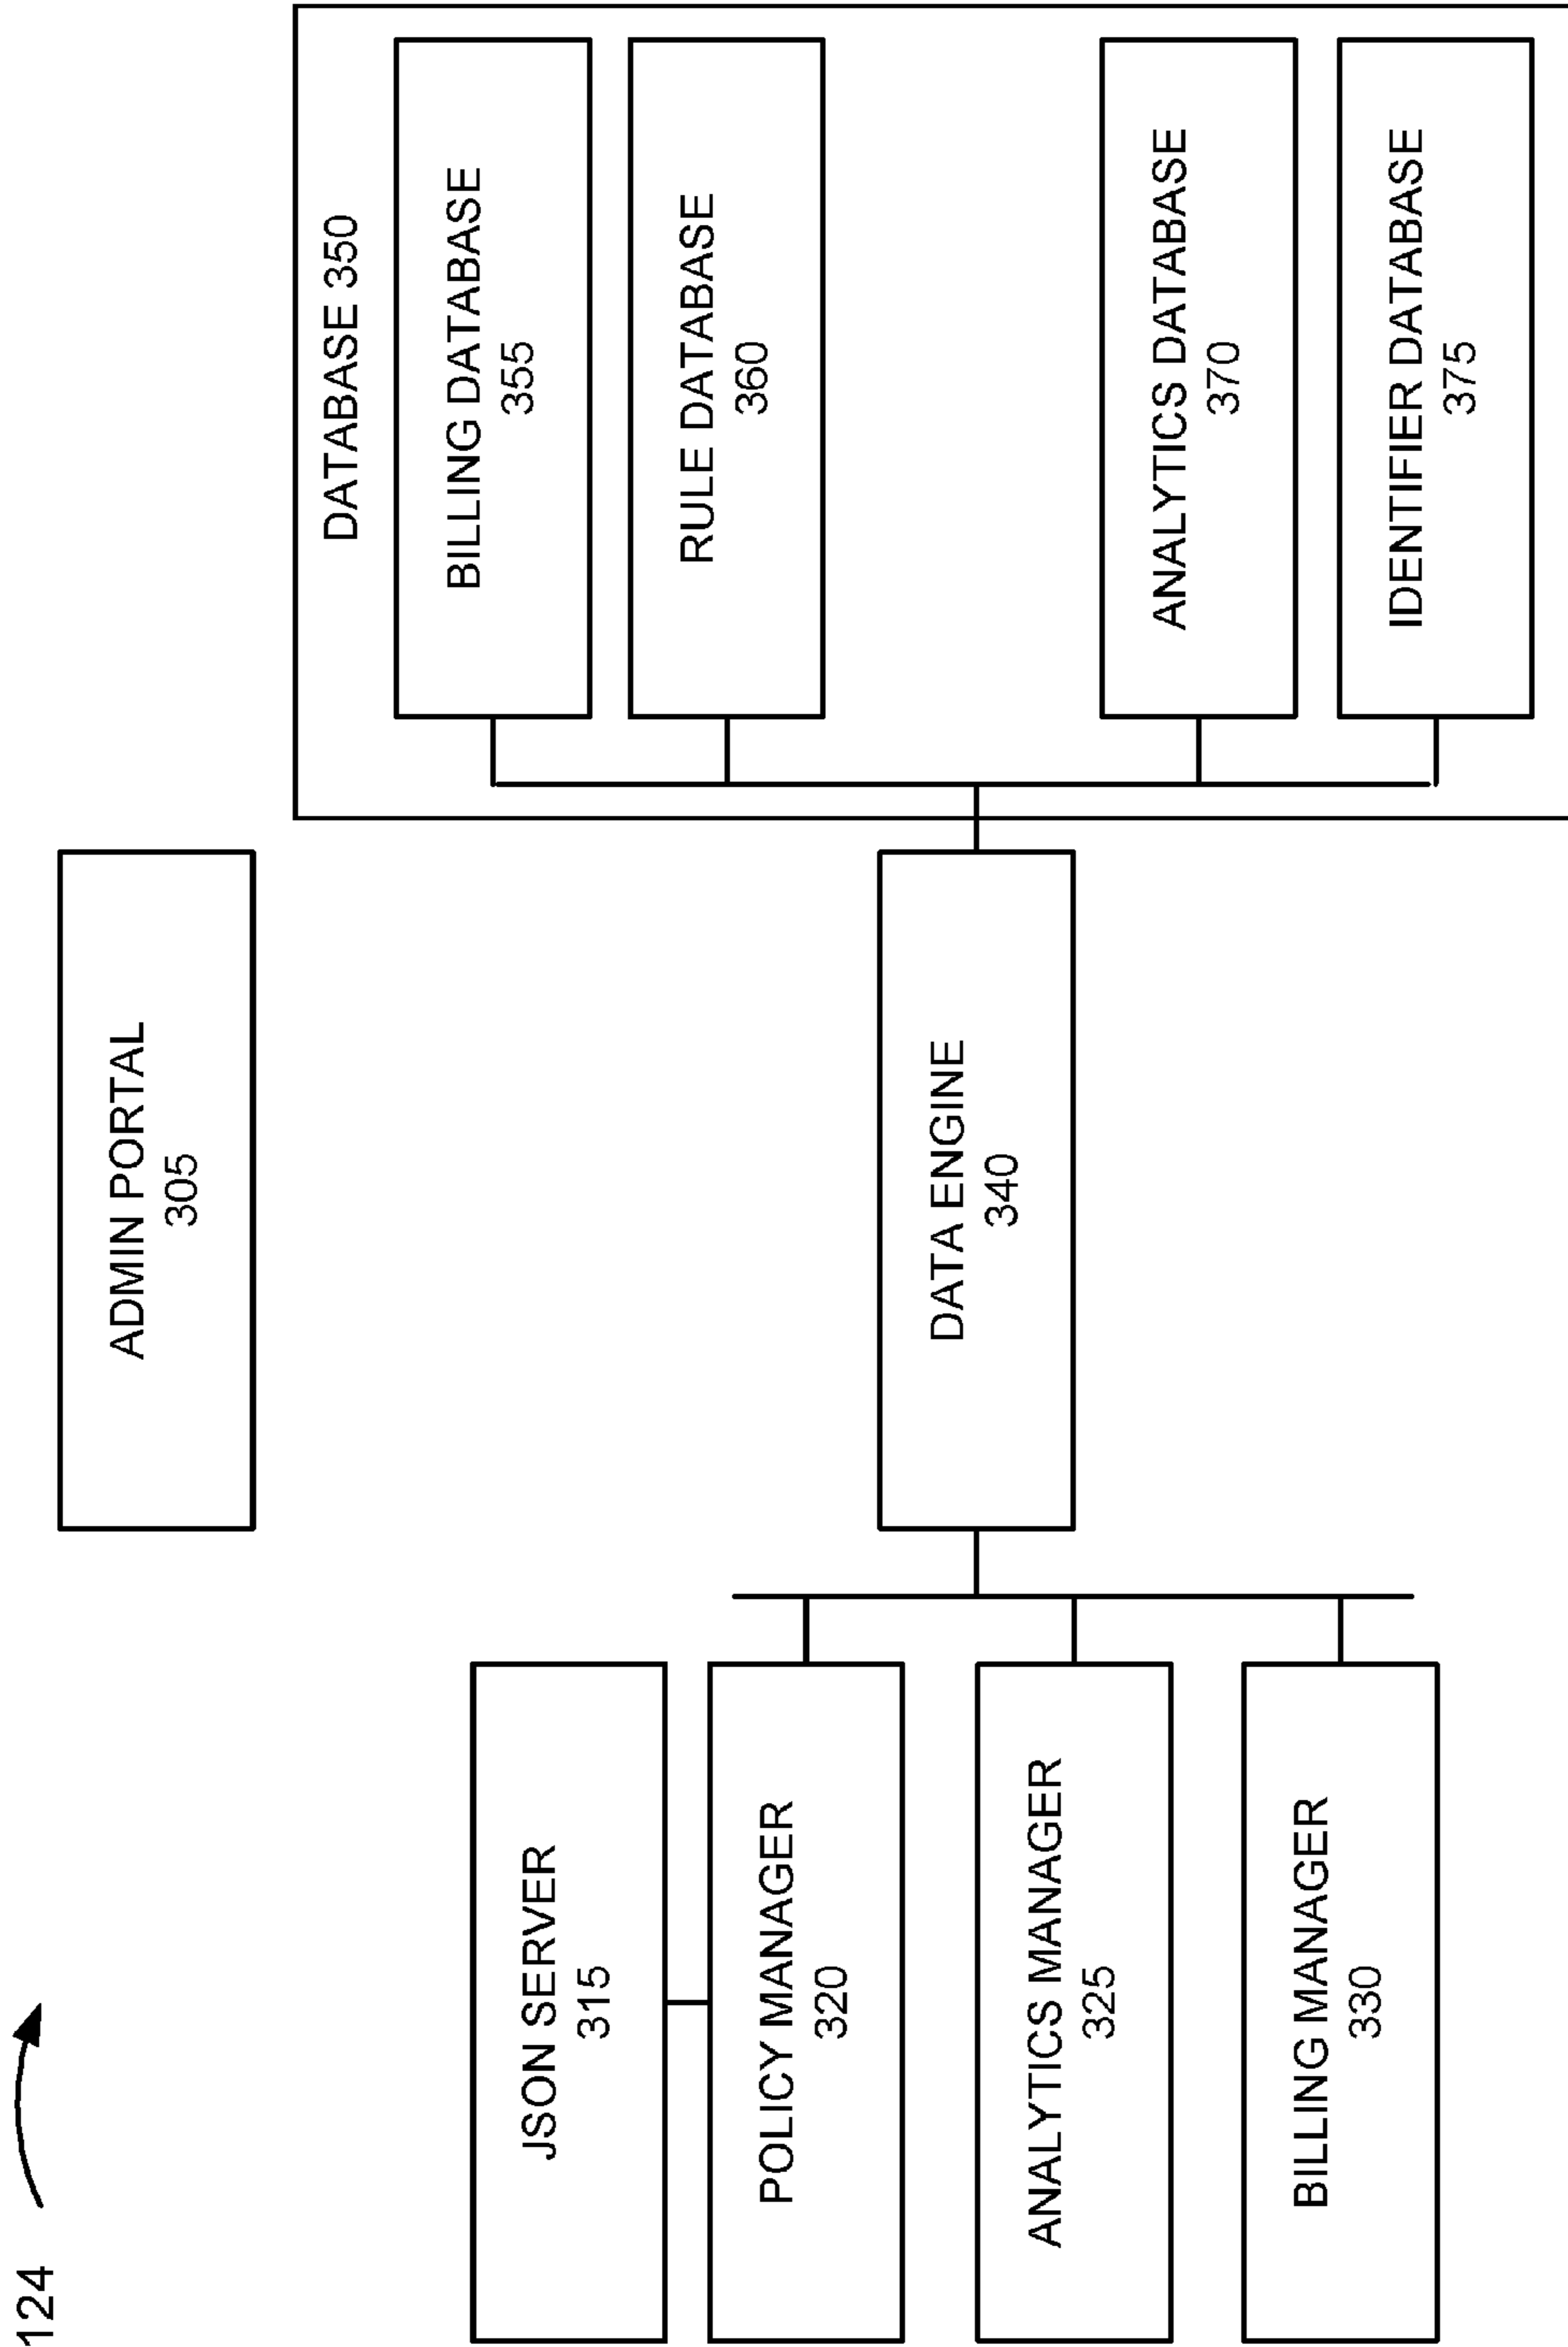 124
ADMIN PORTAL
305
JSON SERVER
315
POLICY MANAGER
320
ANALYTICS MANAGER
325
BILLING MANAGER
330
DATA ENGINE
340
DATABASE 350
BILLING DATABASE
355
RULE DATABASE
360
ANALYTICS DATABASE
370
IDENTIFIER DATABASE
375